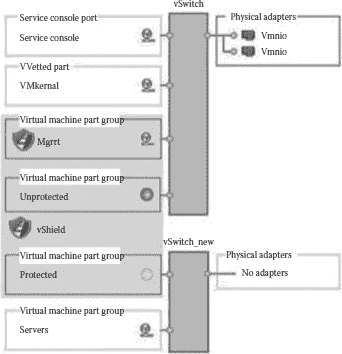 vSwitch
Service console port
Service console
Physical adapters
Vmnio
Vmnio
VVetted part
VMkernal
Virtual machine part group
Mgrrt
Virtual machine part group
Unprotected
vShield
vSwitch_new
Virtual machine part group
Protected
Physical adapters
No adapters
Virtual machine part group
Servers